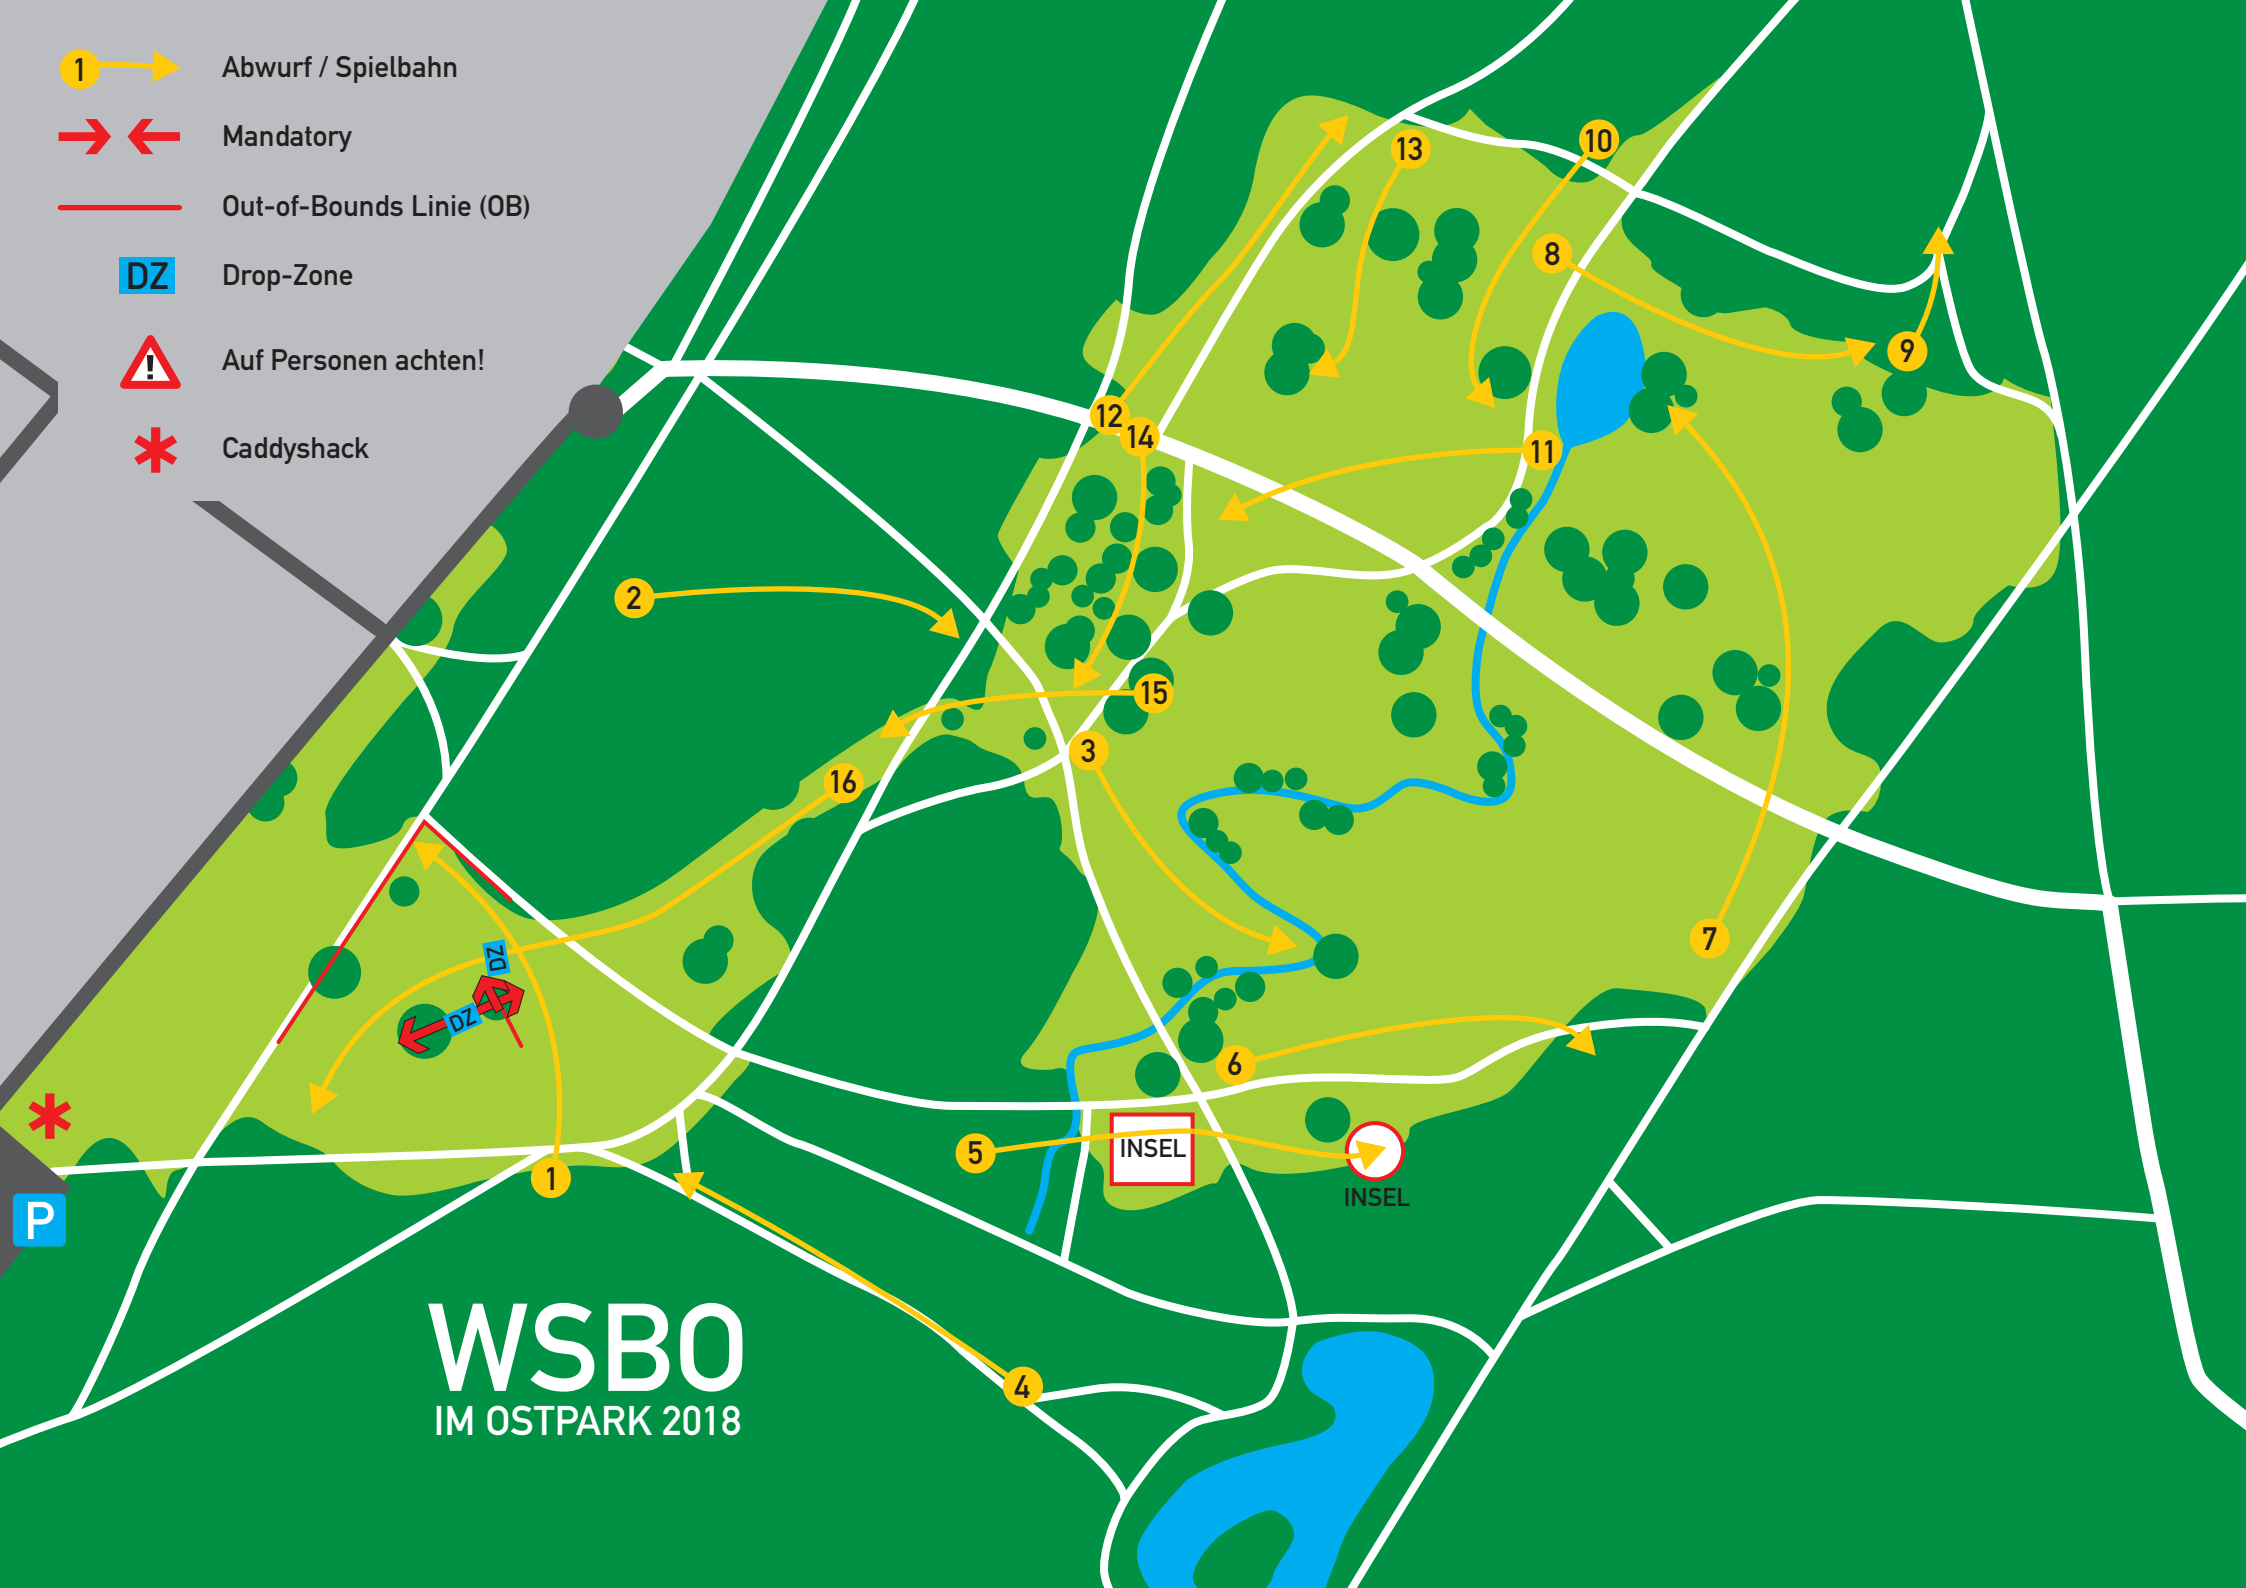 1 Abwurf / Spielbahn
Mandatory
Out-of-Bounds Linie (OB)
DZ Drop-Zone
! Auf Personen achten!
Caddyshack
10
13
8
9
12
14
11
2
15
3
16
7
DZ
DZ
6
5
INSEL
1
INSEL
P
4
WSBO
IM OSTPARK 2018